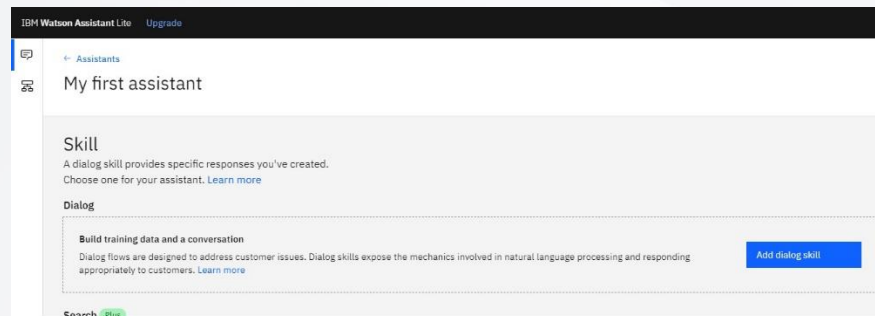 IBM Watson Assistant Lite Upgrade
← Assistants
My first assistant
Skill
A dialog skill provides specific responses you've created.
Choose one for your assistant. Learn more
Dialog
Build training data and a conversation
Dialog flows are designed to address customer issues. Dialog skills expose the mechanics involved in natural language processing and responding
appropriately to customers. Learn more
Add dialog skill
Search Plus